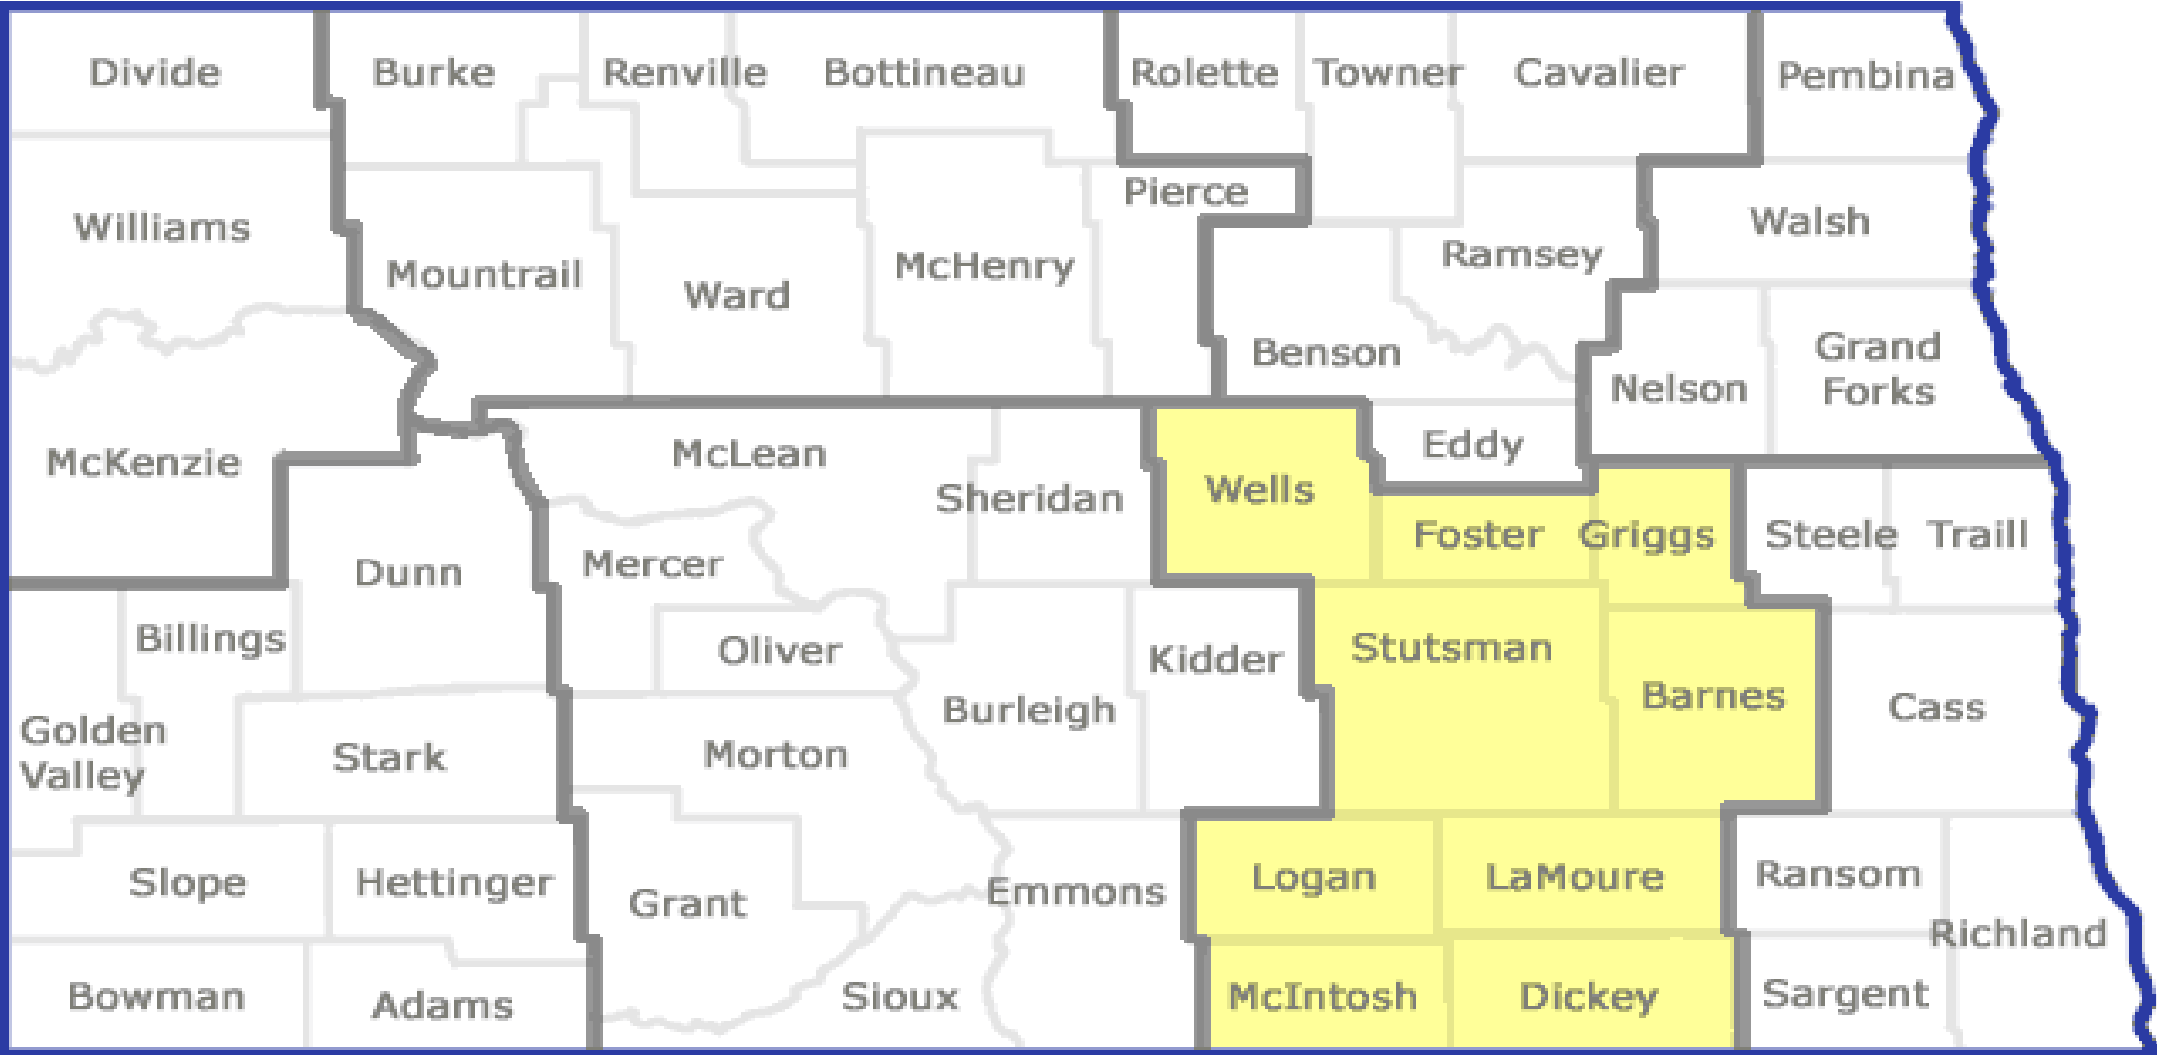 Divide
Burke
Renville
Bottineau
Rolette
Towner
Cavalier
Pembina
Williams
Mountrail
Ward
McHenry
Pierce
Ramsey
Walsh
Benson
Nelson
Grand
Forks
McKenzie
McLean
Sheridan
Wells
Eddy
Foster
Griggs
Steele
Traill
Dunn
Mercer
Billings
Oliver
Kidder
Stutsman
Barnes
Cass
Golden
Valley
Stark
Morton
Burleigh
Slope
Hettinger
Grant
Emmons
Logan
LaMoure
Ransom
Richland
Bowman
Adams
Sioux
McIntosh
Dickey
Sargent